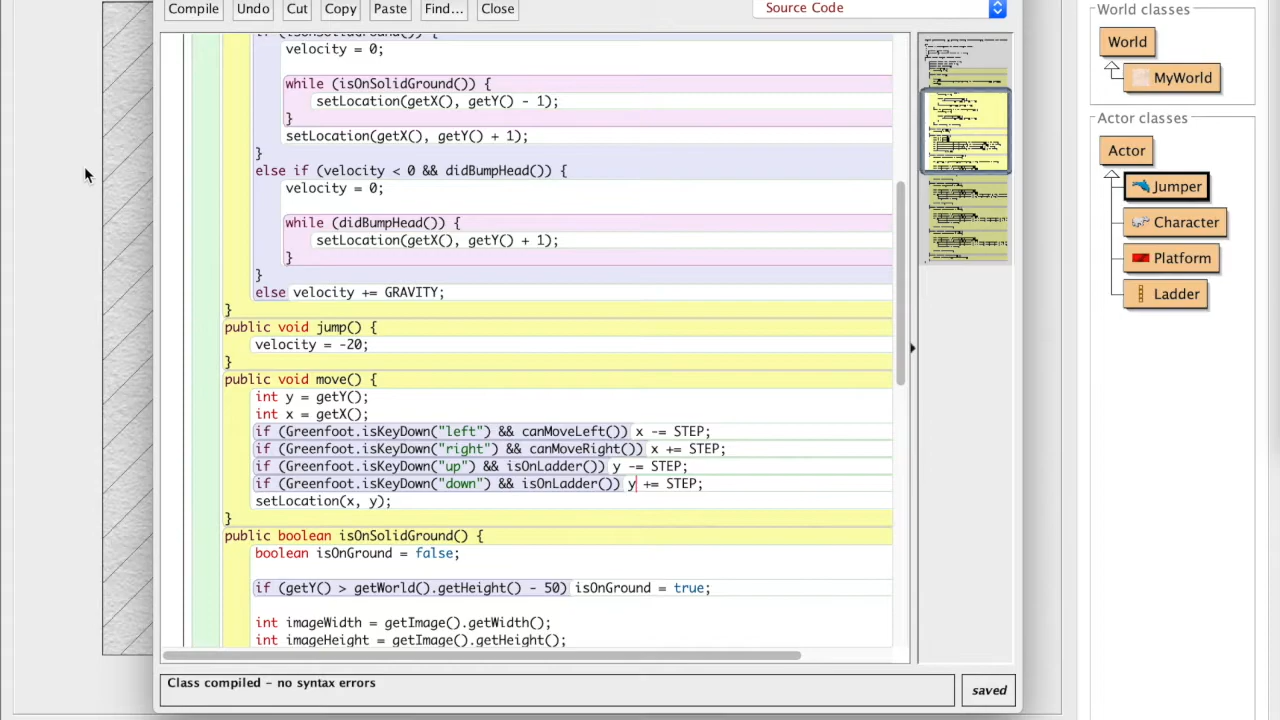 Compile Undo Cut Copy Paste Find... Close Source Code
World classes
World
MyWorld
Actor classes
Actor
Jumper
Character
Platform
Ladder
if (isOnSolidGround()) {
velocity = 0;
while (isOnSolidGround()) {
setLocation(getX(), getY() - 1);
}
setLocation(getX(), getY() + 1);
}
else if (velocity < 0 && didBumpHead()) {
velocity = 0;
while (didBumpHead()) {
setLocation(getX(), getY() + 1);
}
}
else velocity += GRAVITY;
}
public void jump() {
velocity = -20;
}
public void move() {
int y = getY();
int x = getX();
if (Greenfoot.isKeyDown("left") && canMoveLeft()) x -= STEP;
if (Greenfoot.isKeyDown("right") && canMoveRight()) x += STEP;
if (Greenfoot.isKeyDown("up") && isOnLadder()) y -= STEP;
if (Greenfoot.isKeyDown("down") && isOnLadder()) y += STEP;
setLocation(x, y);
}
public boolean isOnSolidGround() {
boolean isOnGround = false;
if (getY() > getWorld().getHeight() - 50) isOnGround = true;
int imageWidth = getImage().getWidth();
int imageHeight = getImage().getHeight();
Class compiled - no syntax errors
saved